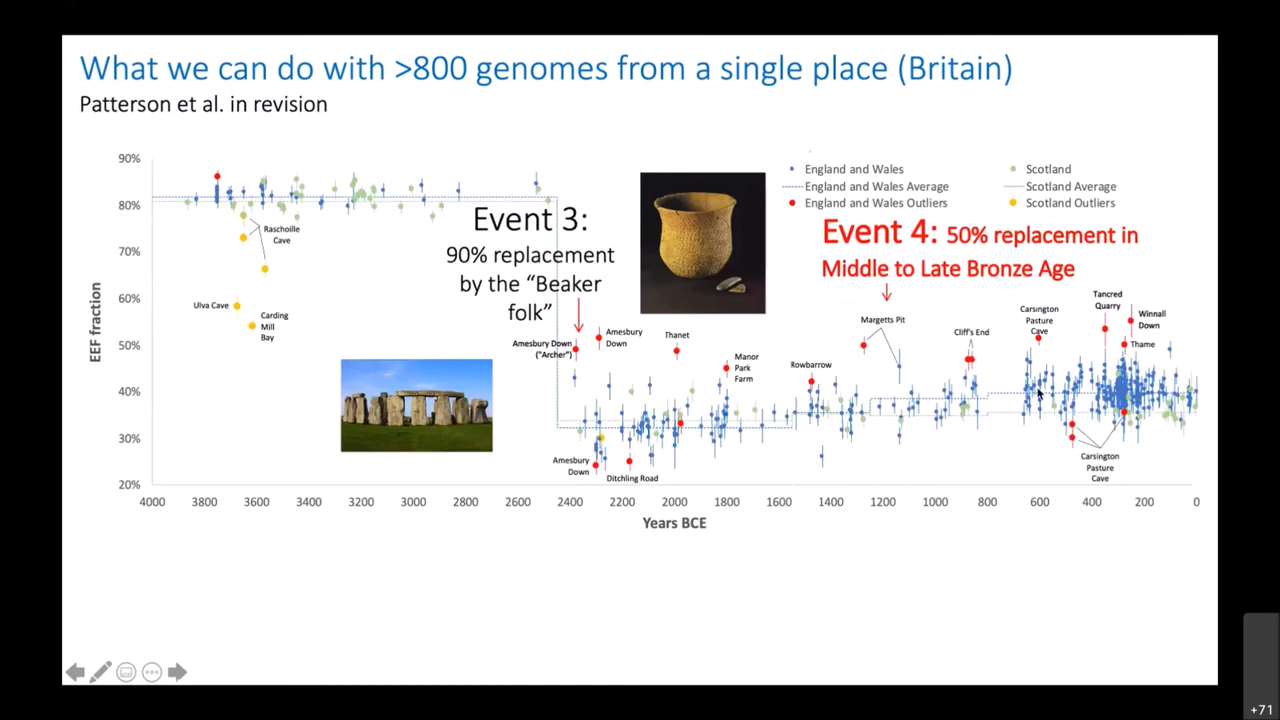 What we can do with >800 genomes from a single place (Britain)
Patterson et al. in revision
England and Wales
Scotland
England and Wales Average
Scotland Average
England and Wales Outliers
Scotland Outliers
Event 3:
90% replacement
by the “Beaker
folk”
Event 4: 50% replacement in
Middle to Late Bronze Age
EEF fraction
90%
80%
70%
60%
50%
40%
30%
20%
Raschoille
Cave
Ulva Cave
Carding
Mill
Bay
Amesbury Down
("Archer")
Amesbury
Down
Thanet
Manor
Park
Farm
Amesbury
Down
Ditchling Road
Rowbarrow
Margetts Pit
Cliff's End
Carsington
Pasture
Cave
Tancred
Quarry
Winnall
Down
Thame
Carsington
Pasture
Cave
4000 3800 3600 3400 3200 3000 2800 2600 2400 2200 2000 1800 1600 1400 1200 1000 800 600 400 200 0
Years BCE
+71